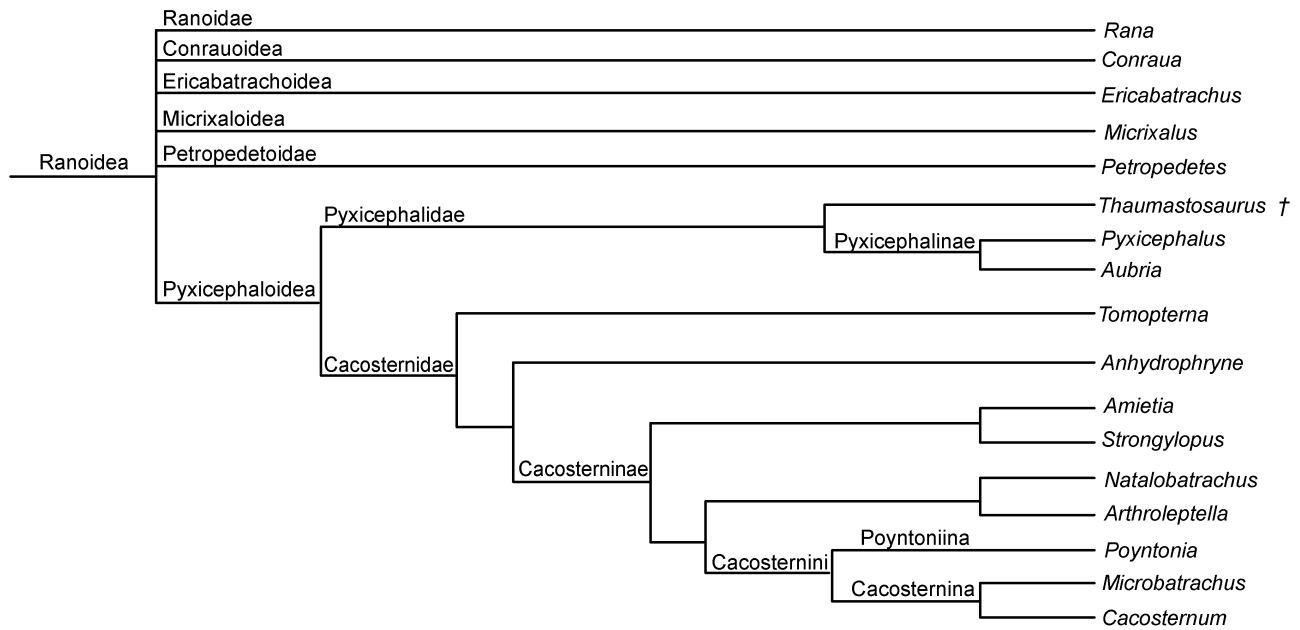 Ranoidae
Rana
Conrauoidea
Conraua
Ericabatrachoidea
Ericabatrachus
Micrixaloidea
Micrixalus
Petropedetoidae
Petropedetes
Ranoidea
Pyxicephalidae
Thaumastosaurus †
Pyxicephalinae
Pyxicephalus
Aubria
Pyxicephaloidea
Tomopterna
Cacosternidae
Anhydrophryne
Amietia
Strongylopus
Cacosterninae
Natalobatrachus
Arthroleptella
Poyntoniina
Poyntonia
Cacosternini
Cacosternina
Microbatrachus
Cacosternum